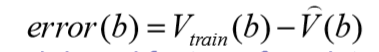 error(b) = V_train(b) − V̂(b)